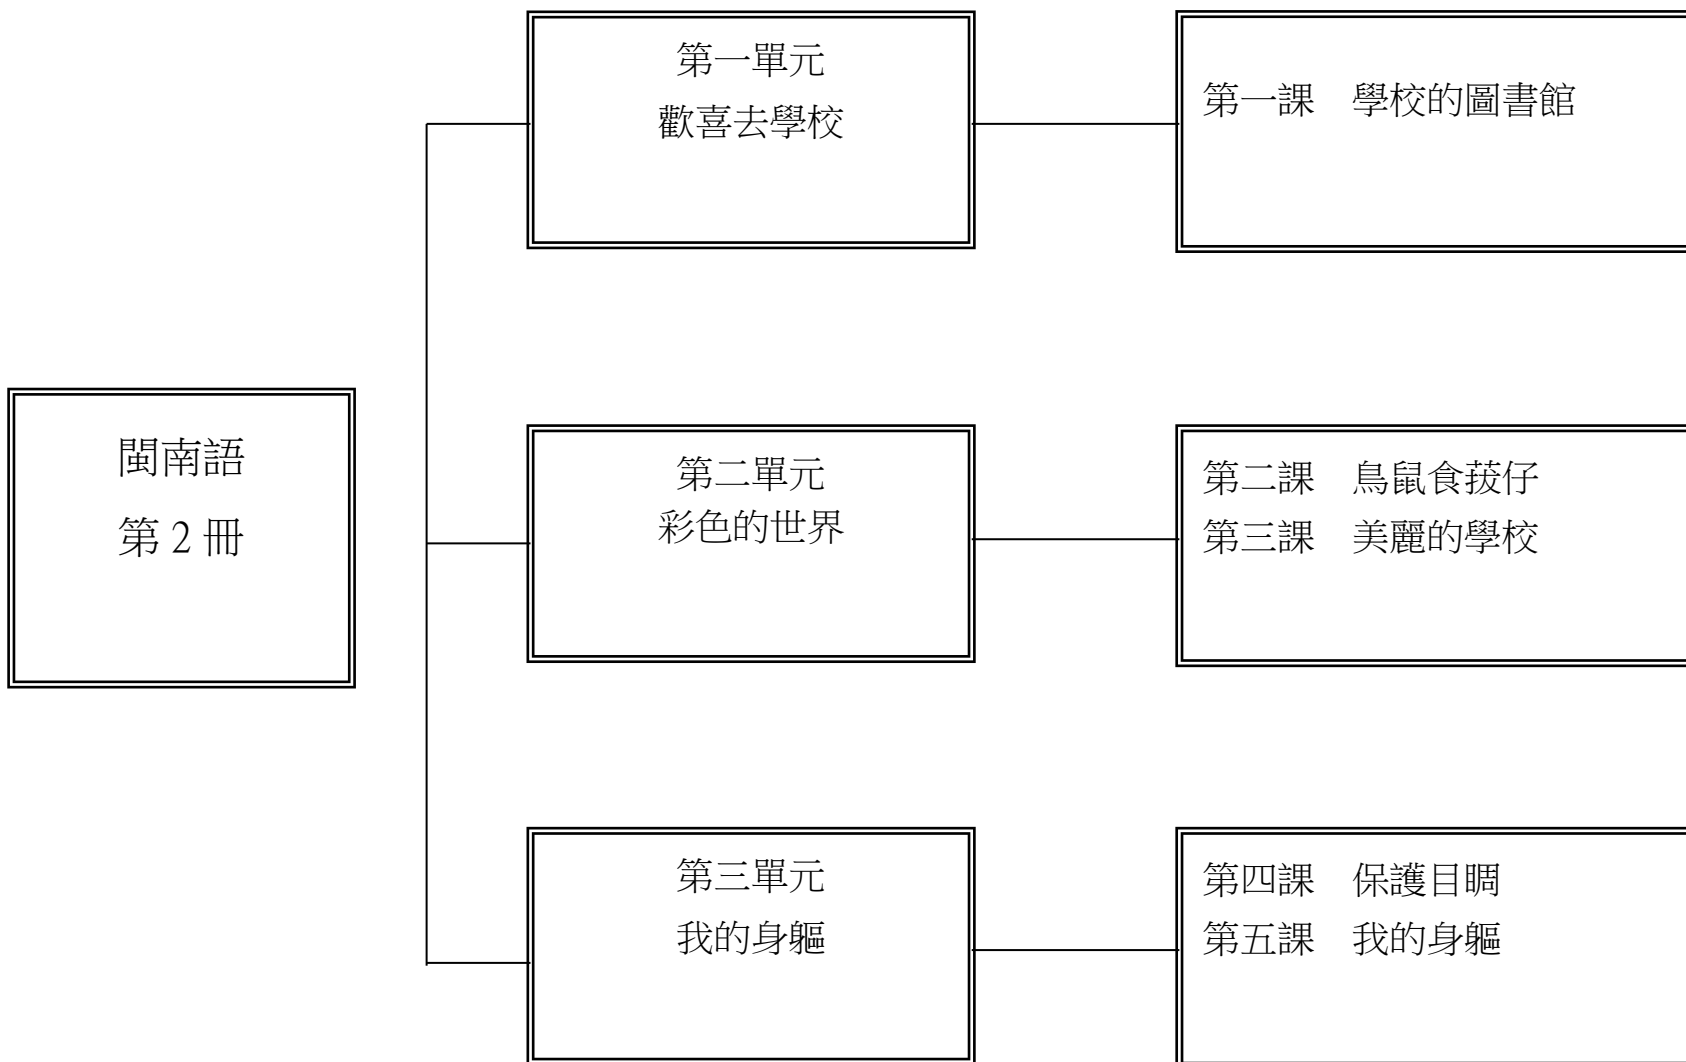 閩南語
第 2 冊
第一單元
歡喜去學校
第一課　學校的圖書館
第二單元
彩色的世界
第二課　鳥鼠食菝仔
第三課　美麗的學校
第三單元
我的身軀
第四課　保護目睭
第五課　我的身軀